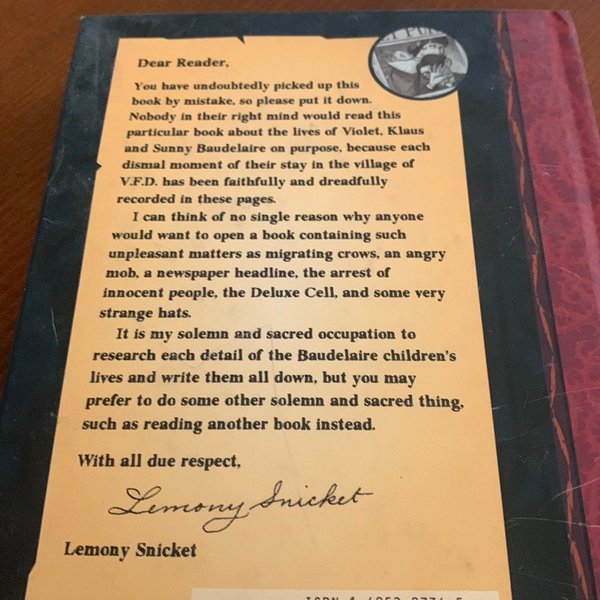 Dear Reader,
You have undoubtedly picked up this
book by mistake, so please put it down.
Nobody in their right mind would read this
particular book about the lives of Violet, Klaus
and Sunny Baudelaire on purpose, because each
dismal moment of their stay in the village of
V.F.D. has been faithfully and dreadfully
recorded in these pages.
I can think of no single reason why anyone
would want to open a book containing such
unpleasant matters as migrating crows, an angry
mob, a newspaper headline, the arrest of
innocent people, the Deluxe Cell, and some very
strange hats.
It is my solemn and sacred occupation to
research each detail of the Baudelaire children's
lives and write them all down, but you may
prefer to do some other solemn and sacred thing,
such as reading another book instead.
With all due respect,
Lemony Snicket
Lemony Snicket